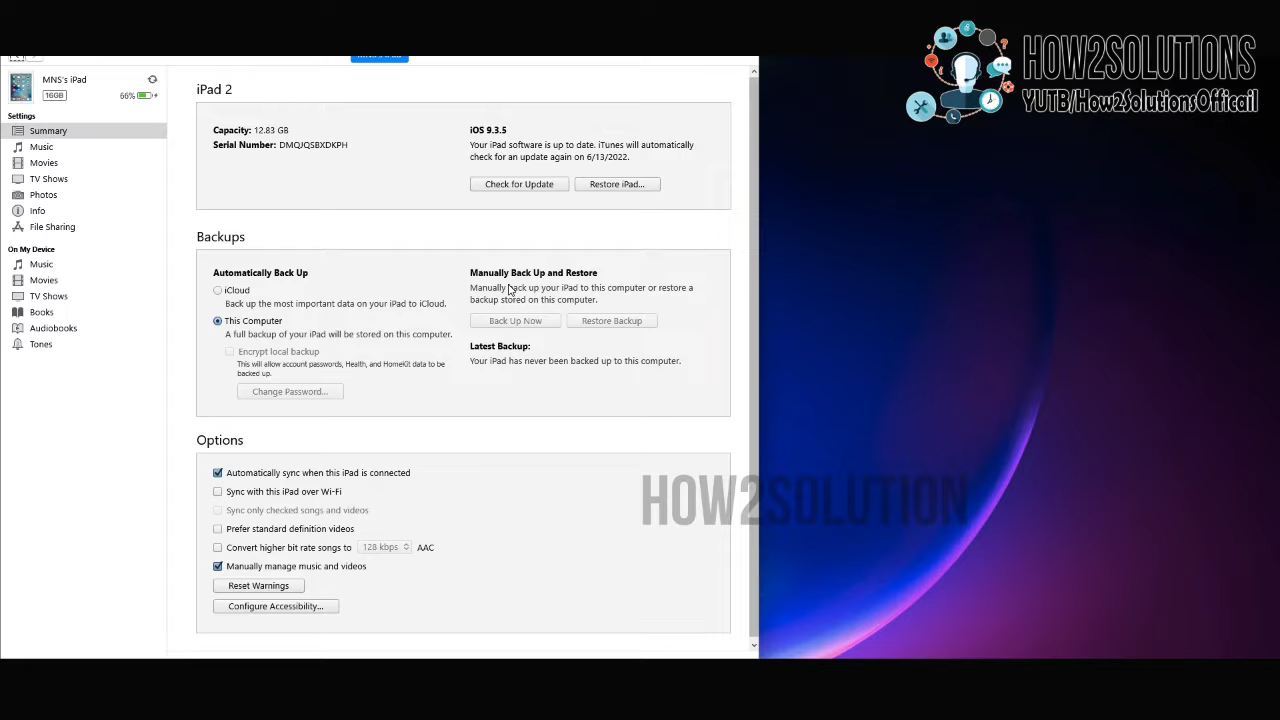 HOW2SOLUTIONS
YUTB/How2SolutionsOfficail
MNS's iPad
16GB
66%
Settings
Summary
Music
Movies
TV Shows
Photos
Info
File Sharing
On My Device
Music
Movies
TV Shows
Books
Audiobooks
Tones
iPad 2
Capacity: 12.83 GB
Serial Number: DMQJQSBXDKPH
iOS 9.3.5
Your iPad software is up to date. iTunes will automatically
check for an update again on 6/13/2022.
Check for Update
Restore iPad...
Backups
Automatically Back Up
iCloud
Back up the most important data on your iPad to iCloud.
This Computer
A full backup of your iPad will be stored on this computer.
Encrypt local backup
This will allow account passwords, Health, and HomeKit data to be
backed up.
Change Password...
Manually Back Up and Restore
Manually back up your iPad to this computer or restore a
backup stored on this computer.
Back Up Now
Restore Backup
Latest Backup:
Your iPad has never been backed up to this computer.
Options
Automatically sync when this iPad is connected
Sync with this iPad over Wi-Fi
Sync only checked songs and videos
Prefer standard definition videos
Convert higher bit rate songs to 128 kbps AAC
Manually manage music and videos
Reset Warnings
Configure Accessibility...
HOW2SOLUTION